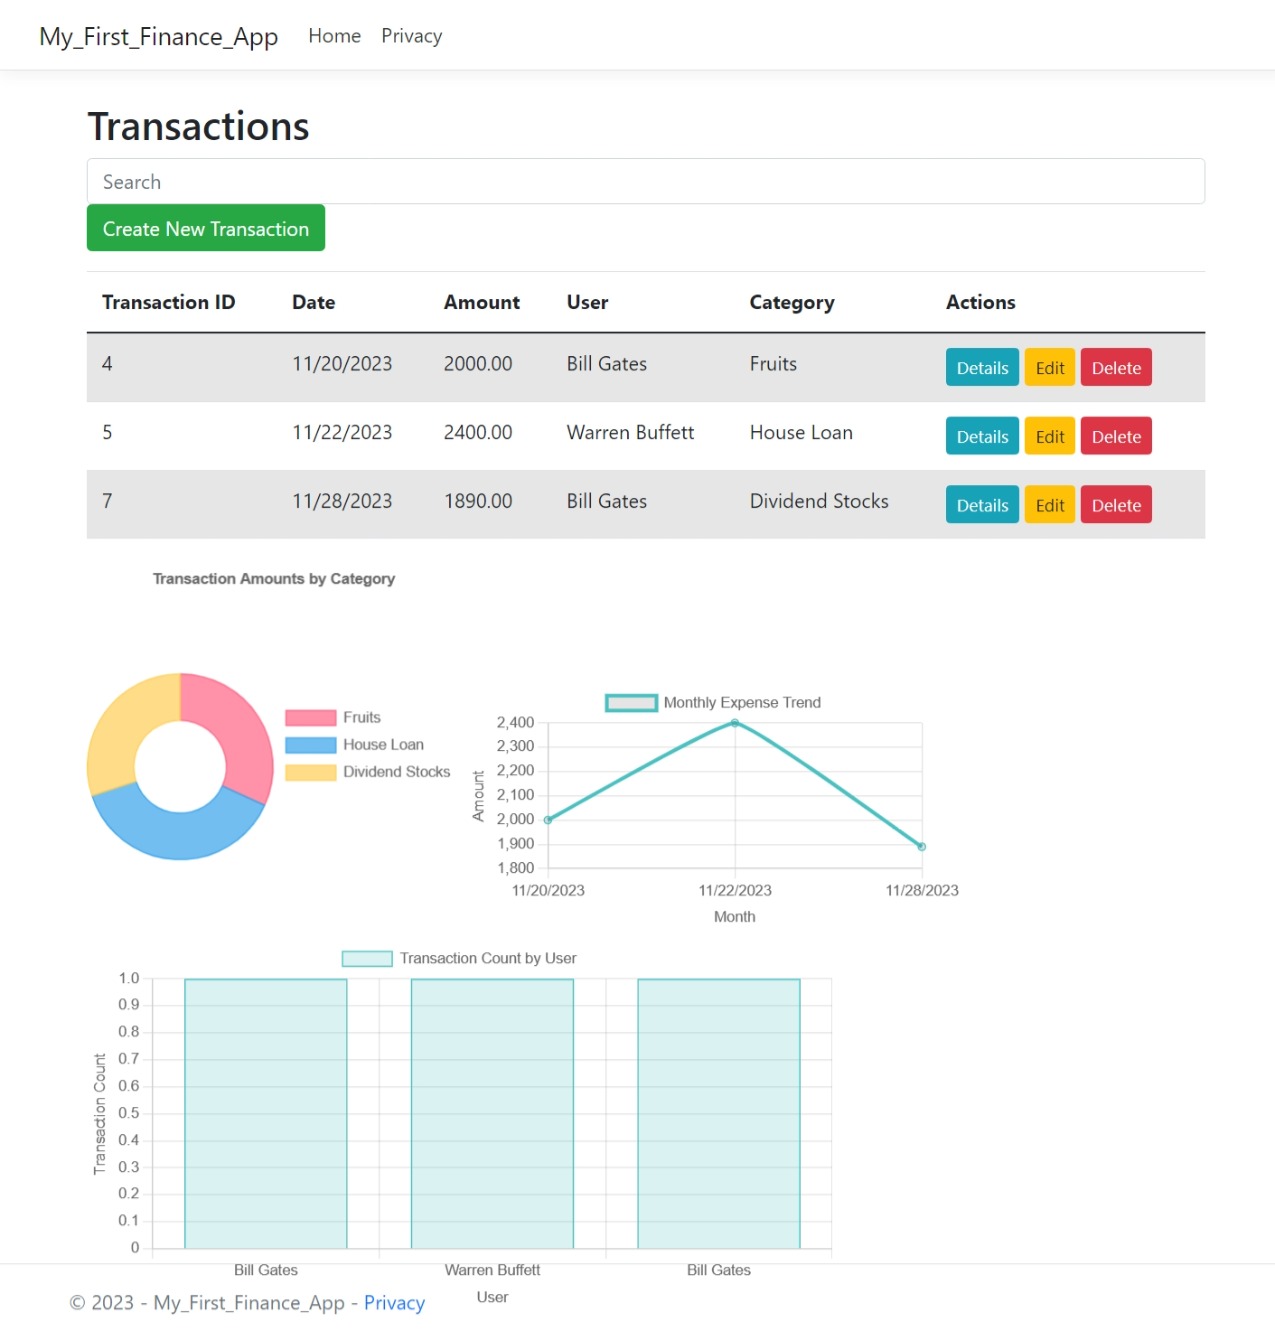 My_First_Finance_App Home Privacy
Transactions
Search
Create New Transaction
Transaction ID Date Amount User Category Actions
4 11/20/2023 2000.00 Bill Gates Fruits Details Edit Delete
5 11/22/2023 2400.00 Warren Buffett House Loan Details Edit Delete
7 11/28/2023 1890.00 Bill Gates Dividend Stocks Details Edit Delete
Transaction Amounts by Category
Fruits
House Loan
Dividend Stocks
Monthly Expense Trend
2,400
2,300
2,200
2,100
2,000
1,900
1,800
Amount
11/20/2023 11/22/2023 11/28/2023
Month
Transaction Count by User
1.0
0.9
0.8
0.7
0.6
0.5
0.4
0.3
0.2
0.1
0
Transaction Count
Bill Gates Warren Buffett Bill Gates
User
© 2023 - My_First_Finance_App - Privacy